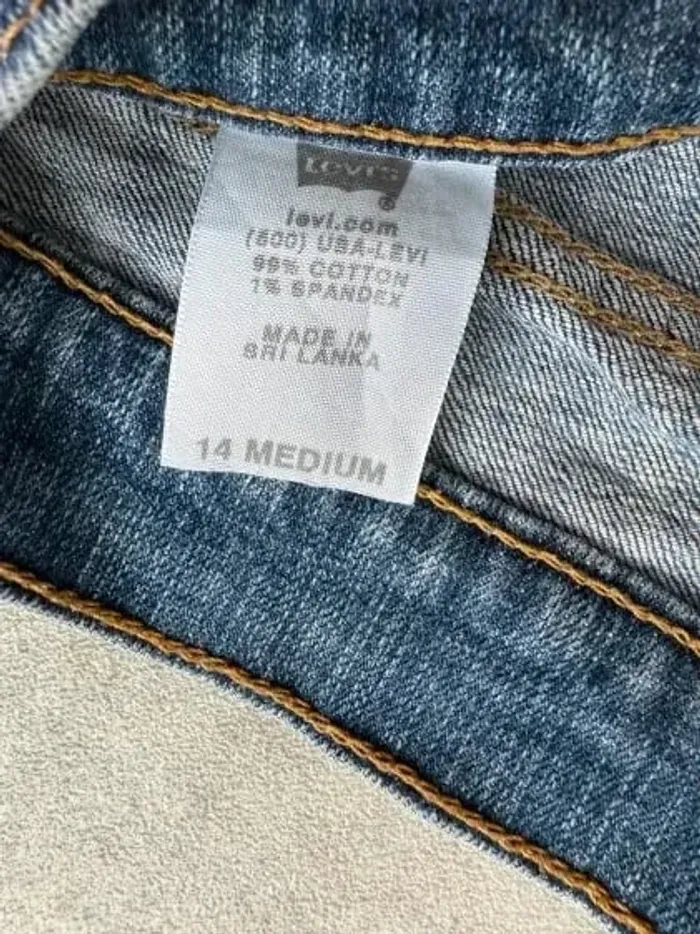 Levi's
®
levi.com
(800) USA-LEVI
99% COTTON
1% SPANDEX
MADE IN
SRI LANKA
14 MEDIUM